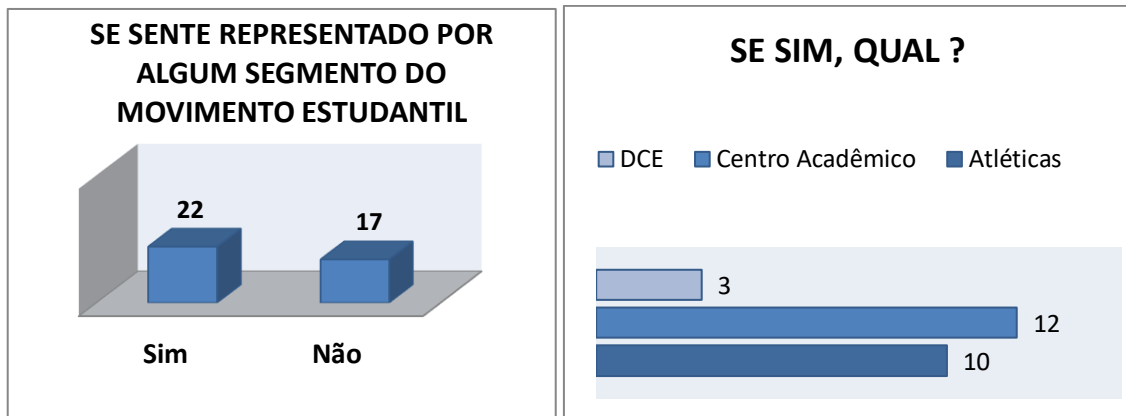 SE SENTE REPRESENTADO POR
ALGUM SEGMENTO DO
MOVIMENTO ESTUDANTIL
22
17
Sim Não
SE SIM, QUAL ?
DCE Centro Acadêmico Atléticas
3
12
10